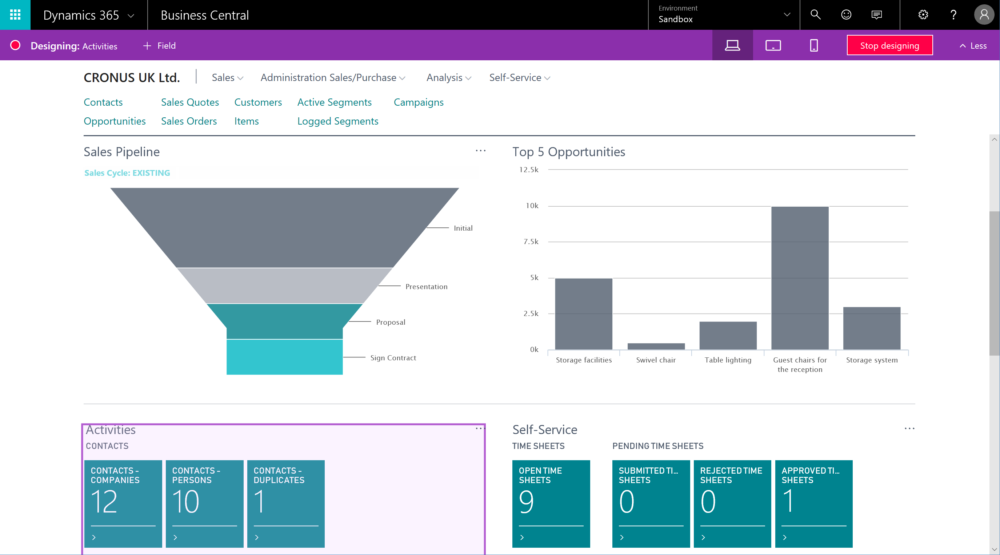 Dynamics 365
Business Central
Environment
Sandbox
?
Designing: Activities
+ Field
Stop designing
Less
CRONUS UK Ltd.
Sales
Administration Sales/Purchase
Analysis
Self-Service
Contacts
Sales Quotes
Customers
Active Segments
Campaigns
Opportunities
Sales Orders
Items
Logged Segments
Sales Pipeline
...
Sales Cycle: EXISTING
Initial
Presentation
Proposal
Sign Contract
Top 5 Opportunities
12.5k
10k
7.5k
5k
2.5k
0k
Storage facilities
Swivel chair
Table lighting
Guest chairs for
the reception
Storage system
Activities
...
CONTACTS
CONTACTS -
COMPANIES
12
CONTACTS -
PERSONS
10
CONTACTS -
DUPLICATES
1
Self-Service
...
TIME SHEETS
OPEN TIME
SHEETS
9
PENDING TIME SHEETS
SUBMITTED TI...
SHEETS
0
REJECTED TIME
SHEETS
0
APPROVED TI...
SHEETS
1